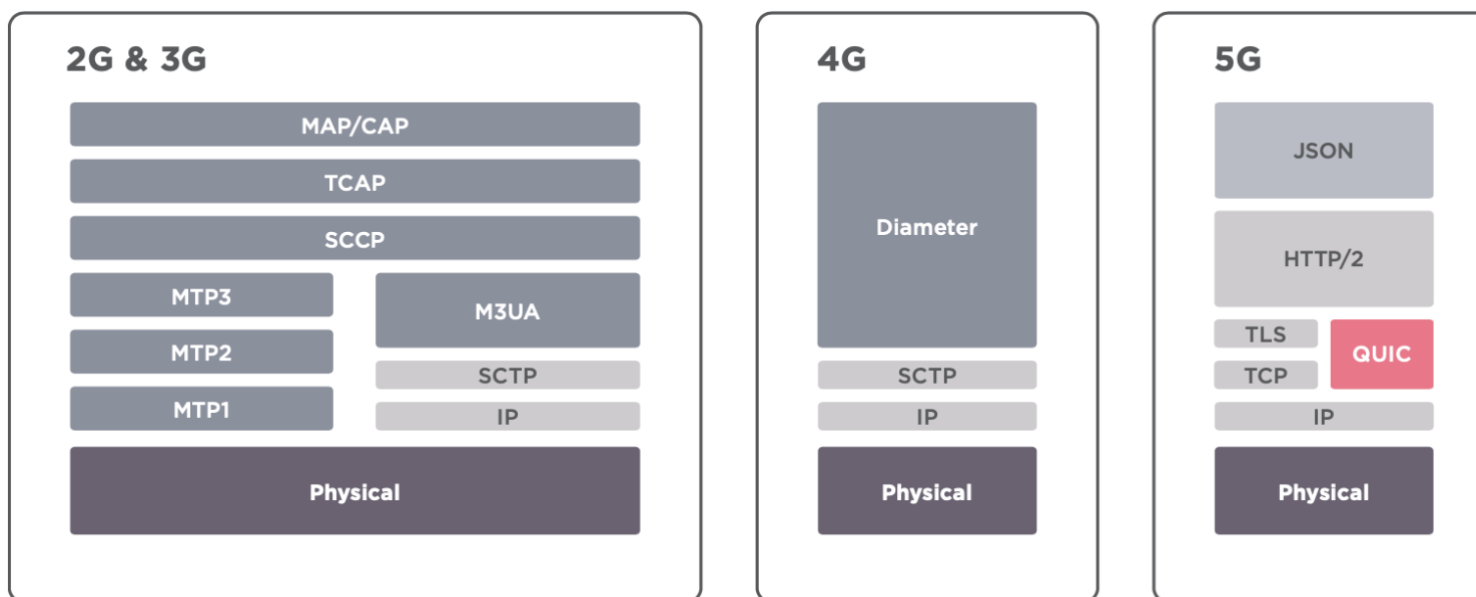 2G & 3G
MAP/CAP
TCAP
SCCP
MTP3
MTP2
MTP1
M3UA
SCTP
IP
Physical
4G
Diameter
SCTP
IP
Physical
5G
JSON
HTTP/2
TLS
TCP
QUIC
IP
Physical